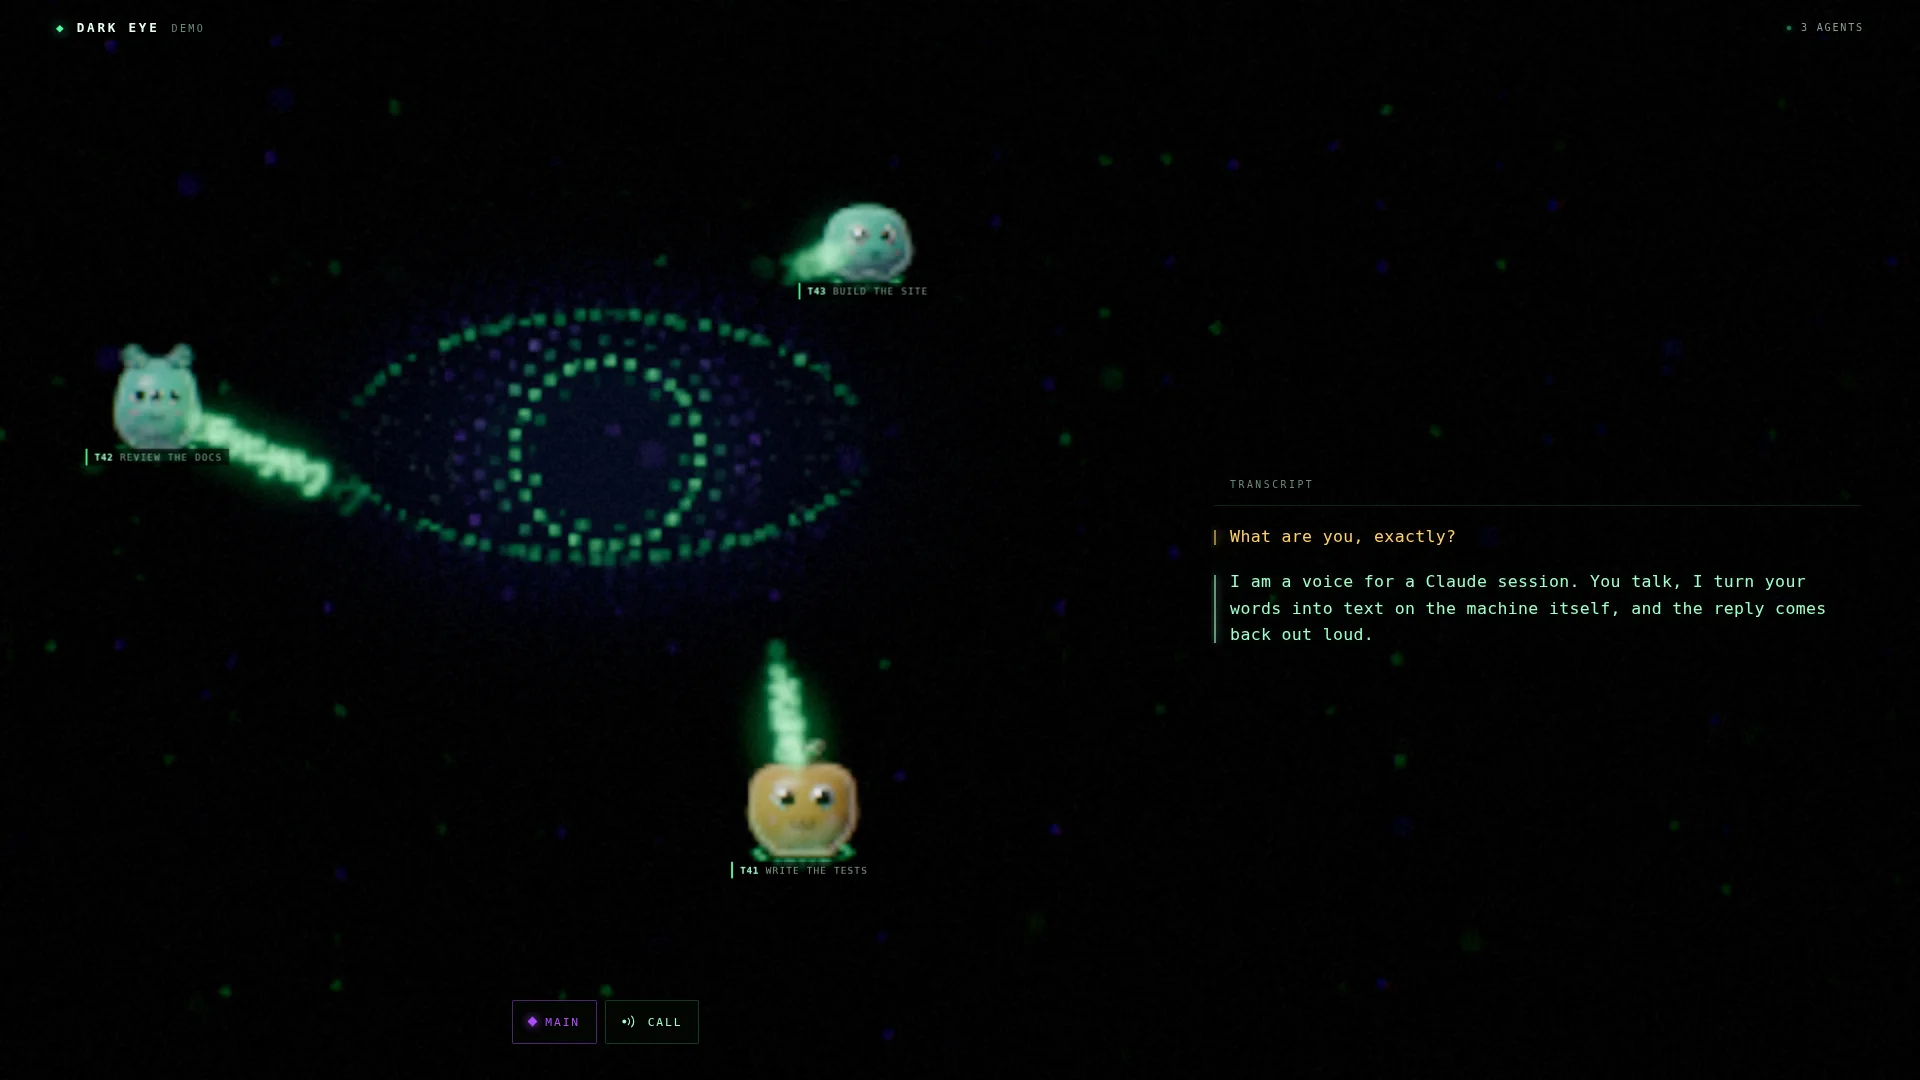 DARK EYE DEMO
3 AGENTS
T43 BUILD THE SITE
T42 REVIEW THE DOCS
TRANSCRIPT
What are you, exactly?
I am a voice for a Claude session. You talk, I turn your
words into text on the machine itself, and the reply comes
back out loud.
T41 WRITE THE TESTS
MAIN
CALL